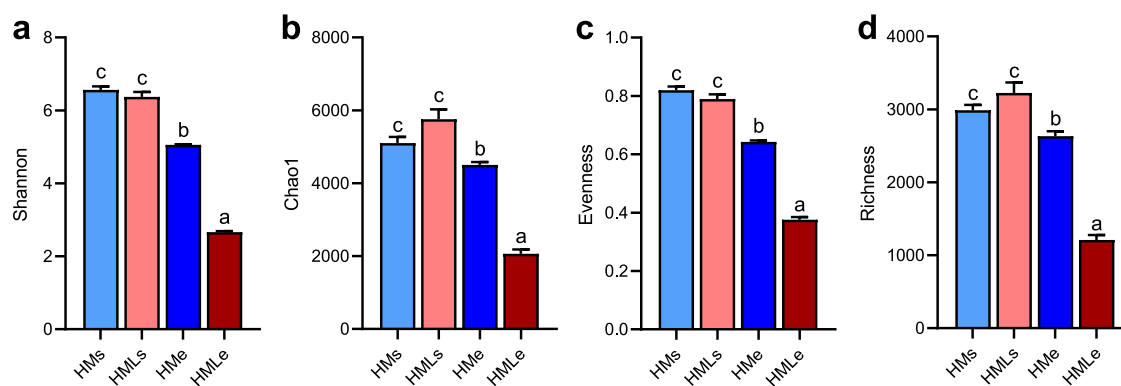 a
Shannon
8
6
4
2
0
c
c
b
a
HMs
HMLs
HMe
HMLe
b
Chao1
8000
6000
4000
2000
0
c
c
b
a
HMs
HMLs
HMe
HMLe
c
Evenness
1.0
0.8
0.6
0.4
0.2
0.0
c
c
b
a
HMs
HMLs
HMe
HMLe
d
Richness
4000
3000
2000
1000
0
c
c
b
a
HMs
HMLs
HMe
HMLe